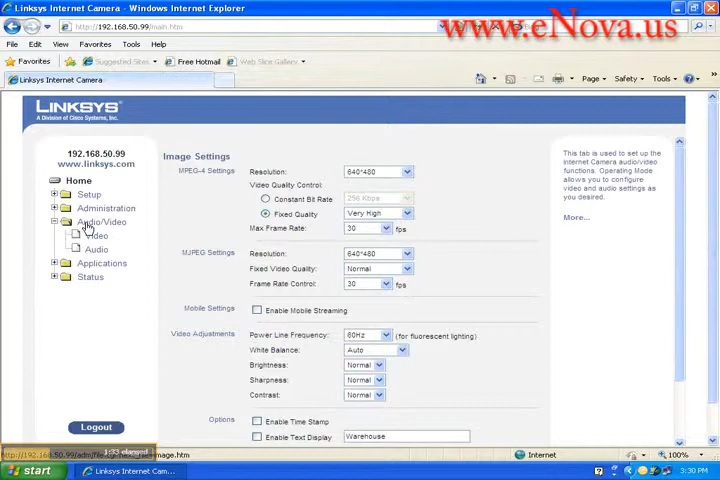 Linksys Internet Camera - Windows Internet Explorer
www.eNova.us
http://192.168.50.99/main.htm
File Edit View Favorites Tools Help
Favorites Suggested Sites Free Hotmail Web Slice Gallery
Linksys Internet Camera Page Safety Tools
LINKSYS®
A Division of Cisco Systems, Inc.
192.168.50.99
www.linksys.com
Home
Setup
Administration
Audio/Video
Video
Audio
Applications
Status
Logout
Image Settings
MPEG-4 Settings Resolution: 640*480
Video Quality Control:
Constant Bit Rate 256 Kbps
Fixed Quality Very High
Max Frame Rate: 30 fps
MJPEG Settings Resolution: 640*480
Fixed Video Quality: Normal
Frame Rate Control: 30 fps
Mobile Settings Enable Mobile Streaming
Video Adjustments Power Line Frequency: 60Hz (for fluorescent lighting)
White Balance: Auto
Brightness: Normal
Sharpness: Normal
Contrast: Normal
Options Enable Time Stamp
Enable Text Display Warehouse
This tab is used to set up the
Internet Camera audio/video
functions. Operating Mode
allows you to configure
video and audio settings as
you desired.
More...
1:33 elapsed
Internet 100%
start Linksys Internet Cam... 3:30 PM